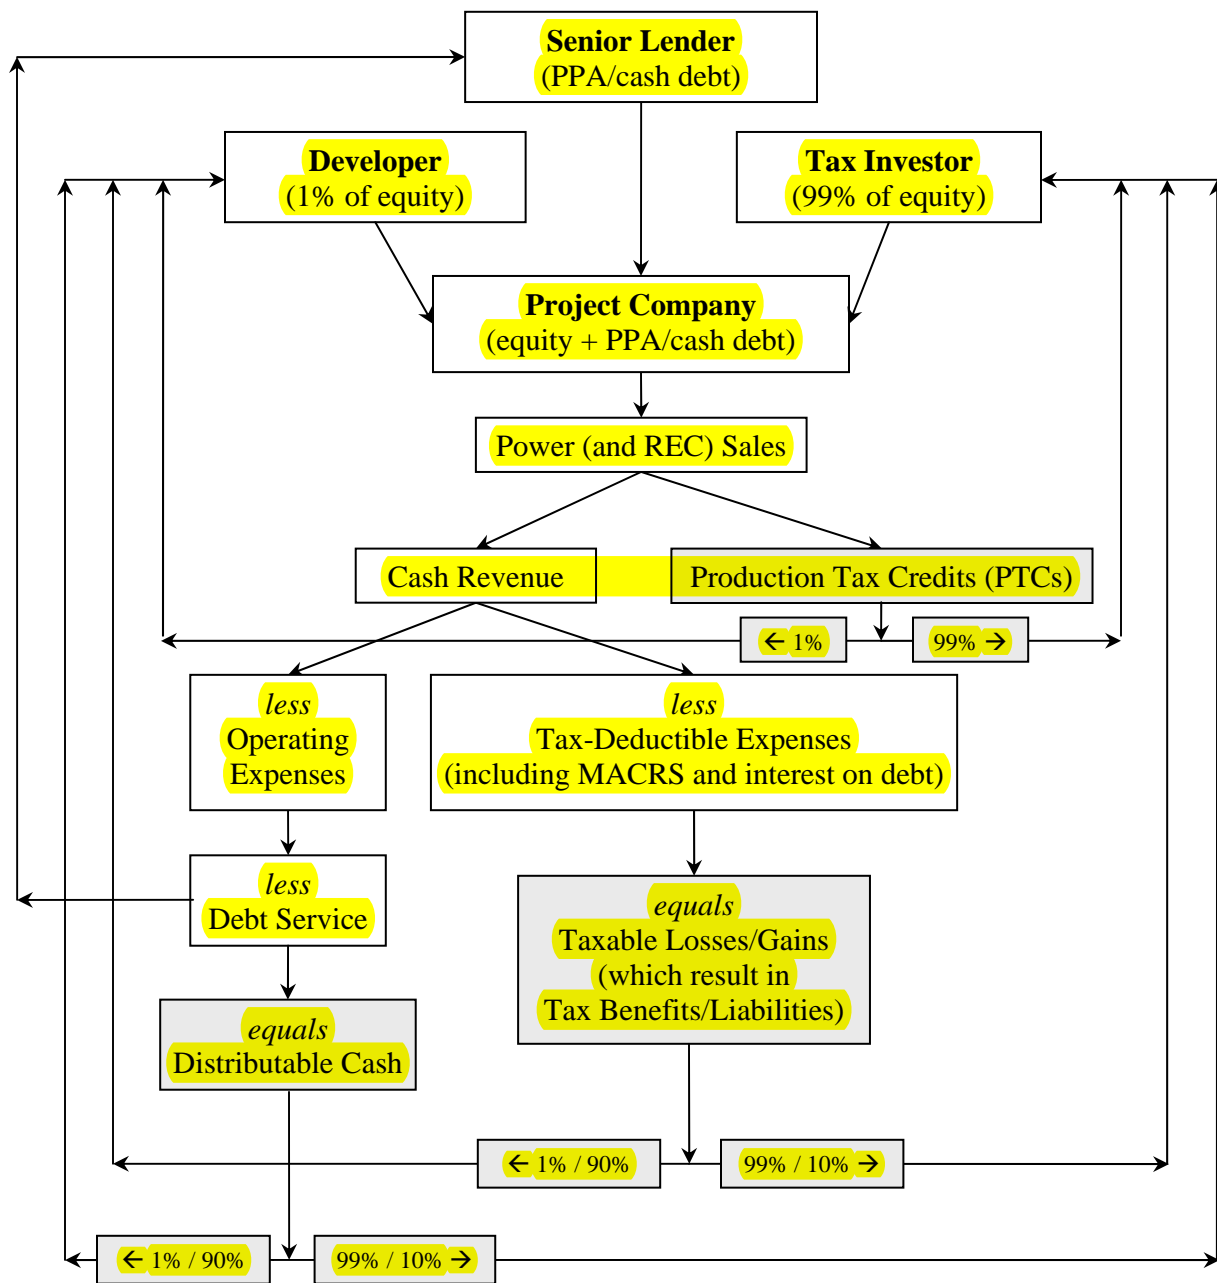 Senior Lender
(PPA/cash debt)
Developer
(1% of equity)
Tax Investor
(99% of equity)
Project Company
(equity + PPA/cash debt)
Power (and REC) Sales
Cash Revenue
Production Tax Credits (PTCs)
← 1%
99% →
less
Operating
Expenses
less
Tax-Deductible Expenses
(including MACRS and interest on debt)
less
Debt Service
equals
Taxable Losses/Gains
(which result in
Tax Benefits/Liabilities)
equals
Distributable Cash
← 1% / 90%
99% / 10% →
← 1% / 90%
99% / 10% →